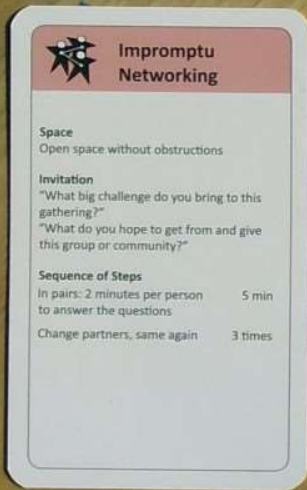 Impromptu
Networking
Space
Open space without obstructions
Invitation
"What big challenge do you bring to this
gathering?"
"What do you hope to get from and give
this group or community?"
Sequence of Steps
In pairs: 2 minutes per person 5 min
to answer the questions
Change partners, same again 3 times